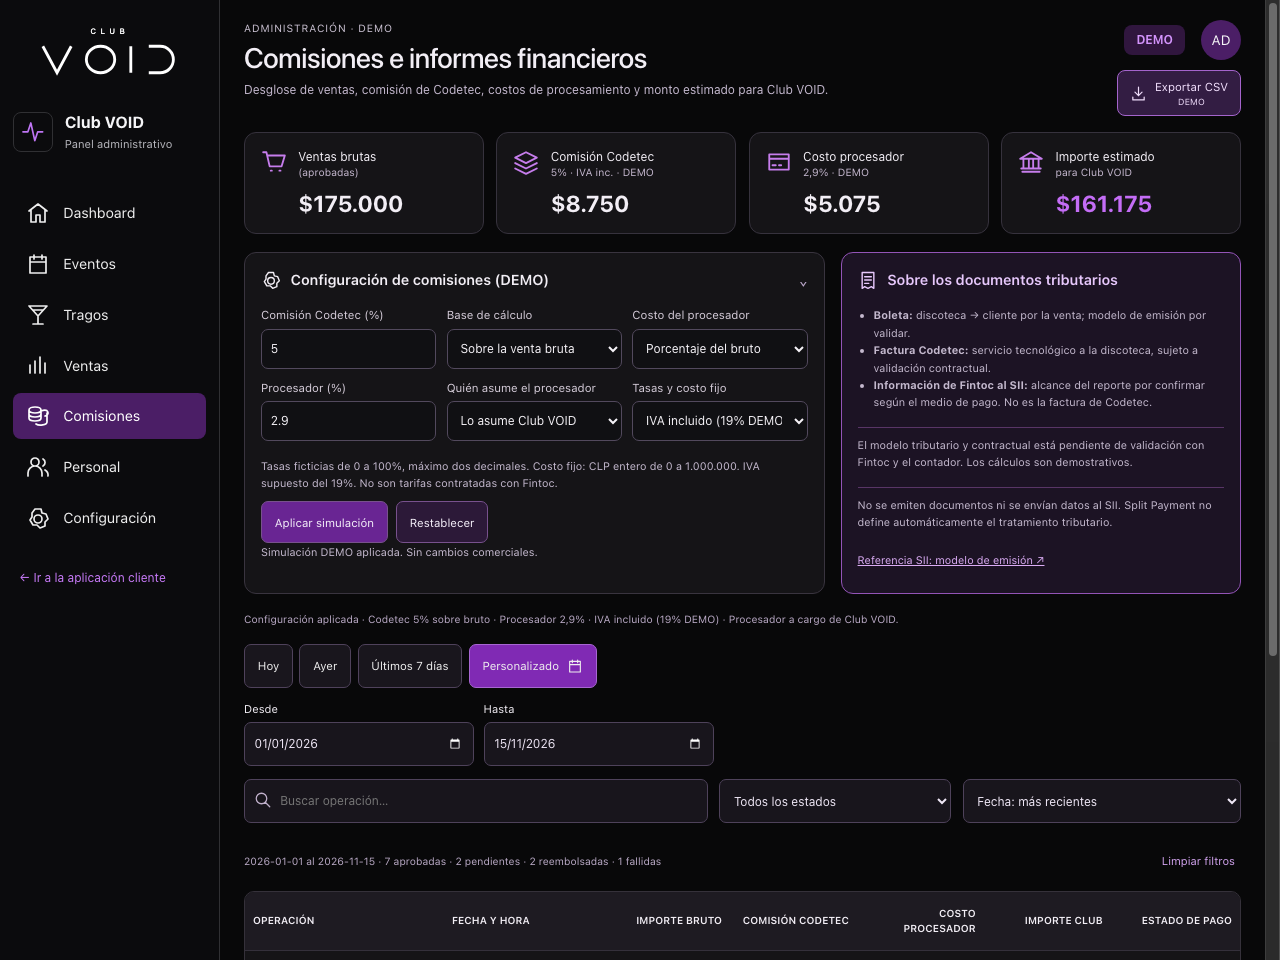 CLUB
VOID
Club VOID
Panel administrativo
Dashboard
Eventos
Tragos
Ventas
Comisiones
Personal
Configuración
← Ir a la aplicación cliente
ADMINISTRACIÓN · DEMO
Comisiones e informes financieros
Desglose de ventas, comisión de Codetec, costos de procesamiento y monto estimado para Club VOID.
DEMO
AD
Exportar CSV
DEMO
Ventas brutas
(aprobadas)
$175.000
Comisión Codetec
5% · IVA inc. · DEMO
$8.750
Costo procesador
2,9% · DEMO
$5.075
Importe estimado
para Club VOID
$161.175
Configuración de comisiones (DEMO)
Comisión Codetec (%)
Base de cálculo
Costo del procesador
5
Sobre la venta bruta
Porcentaje del bruto
Procesador (%)
Quién asume el procesador
Tasas y costo fijo
2.9
Lo asume Club VOID
IVA incluido (19% DEMO
Tasas ficticias de 0 a 100%, máximo dos decimales. Costo fijo: CLP entero de 0 a 1.000.000. IVA
supuesto del 19%. No son tarifas contratadas con Fintoc.
Aplicar simulación
Restablecer
Simulación DEMO aplicada. Sin cambios comerciales.
Sobre los documentos tributarios
• Boleta: discoteca → cliente por la venta; modelo de emisión por
validar.
• Factura Codetec: servicio tecnológico a la discoteca, sujeto a
validación contractual.
• Información de Fintoc al SII: alcance del reporte por confirmar
según el medio de pago. No es la factura de Codetec.
El modelo tributario y contractual está pendiente de validación con
Fintoc y el contador. Los cálculos son demostrativos.
No se emiten documentos ni se envían datos al SII. Split Payment no
define automáticamente el tratamiento tributario.
Referencia SII: modelo de emisión ↗
Configuración aplicada · Codetec 5% sobre bruto · Procesador 2,9% · IVA incluido (19% DEMO) · Procesador a cargo de Club VOID.
Hoy
Ayer
Últimos 7 días
Personalizado
Desde
Hasta
01/01/2026
15/11/2026
Buscar operación...
Todos los estados
Fecha: más recientes
2026-01-01 al 2026-11-15 · 7 aprobadas · 2 pendientes · 2 reembolsadas · 1 fallidas
Limpiar filtros
OPERACIÓN
FECHA Y HORA
IMPORTE BRUTO
COMISIÓN CODETEC
COSTO
PROCESADOR
IMPORTE CLUB
ESTADO DE PAGO